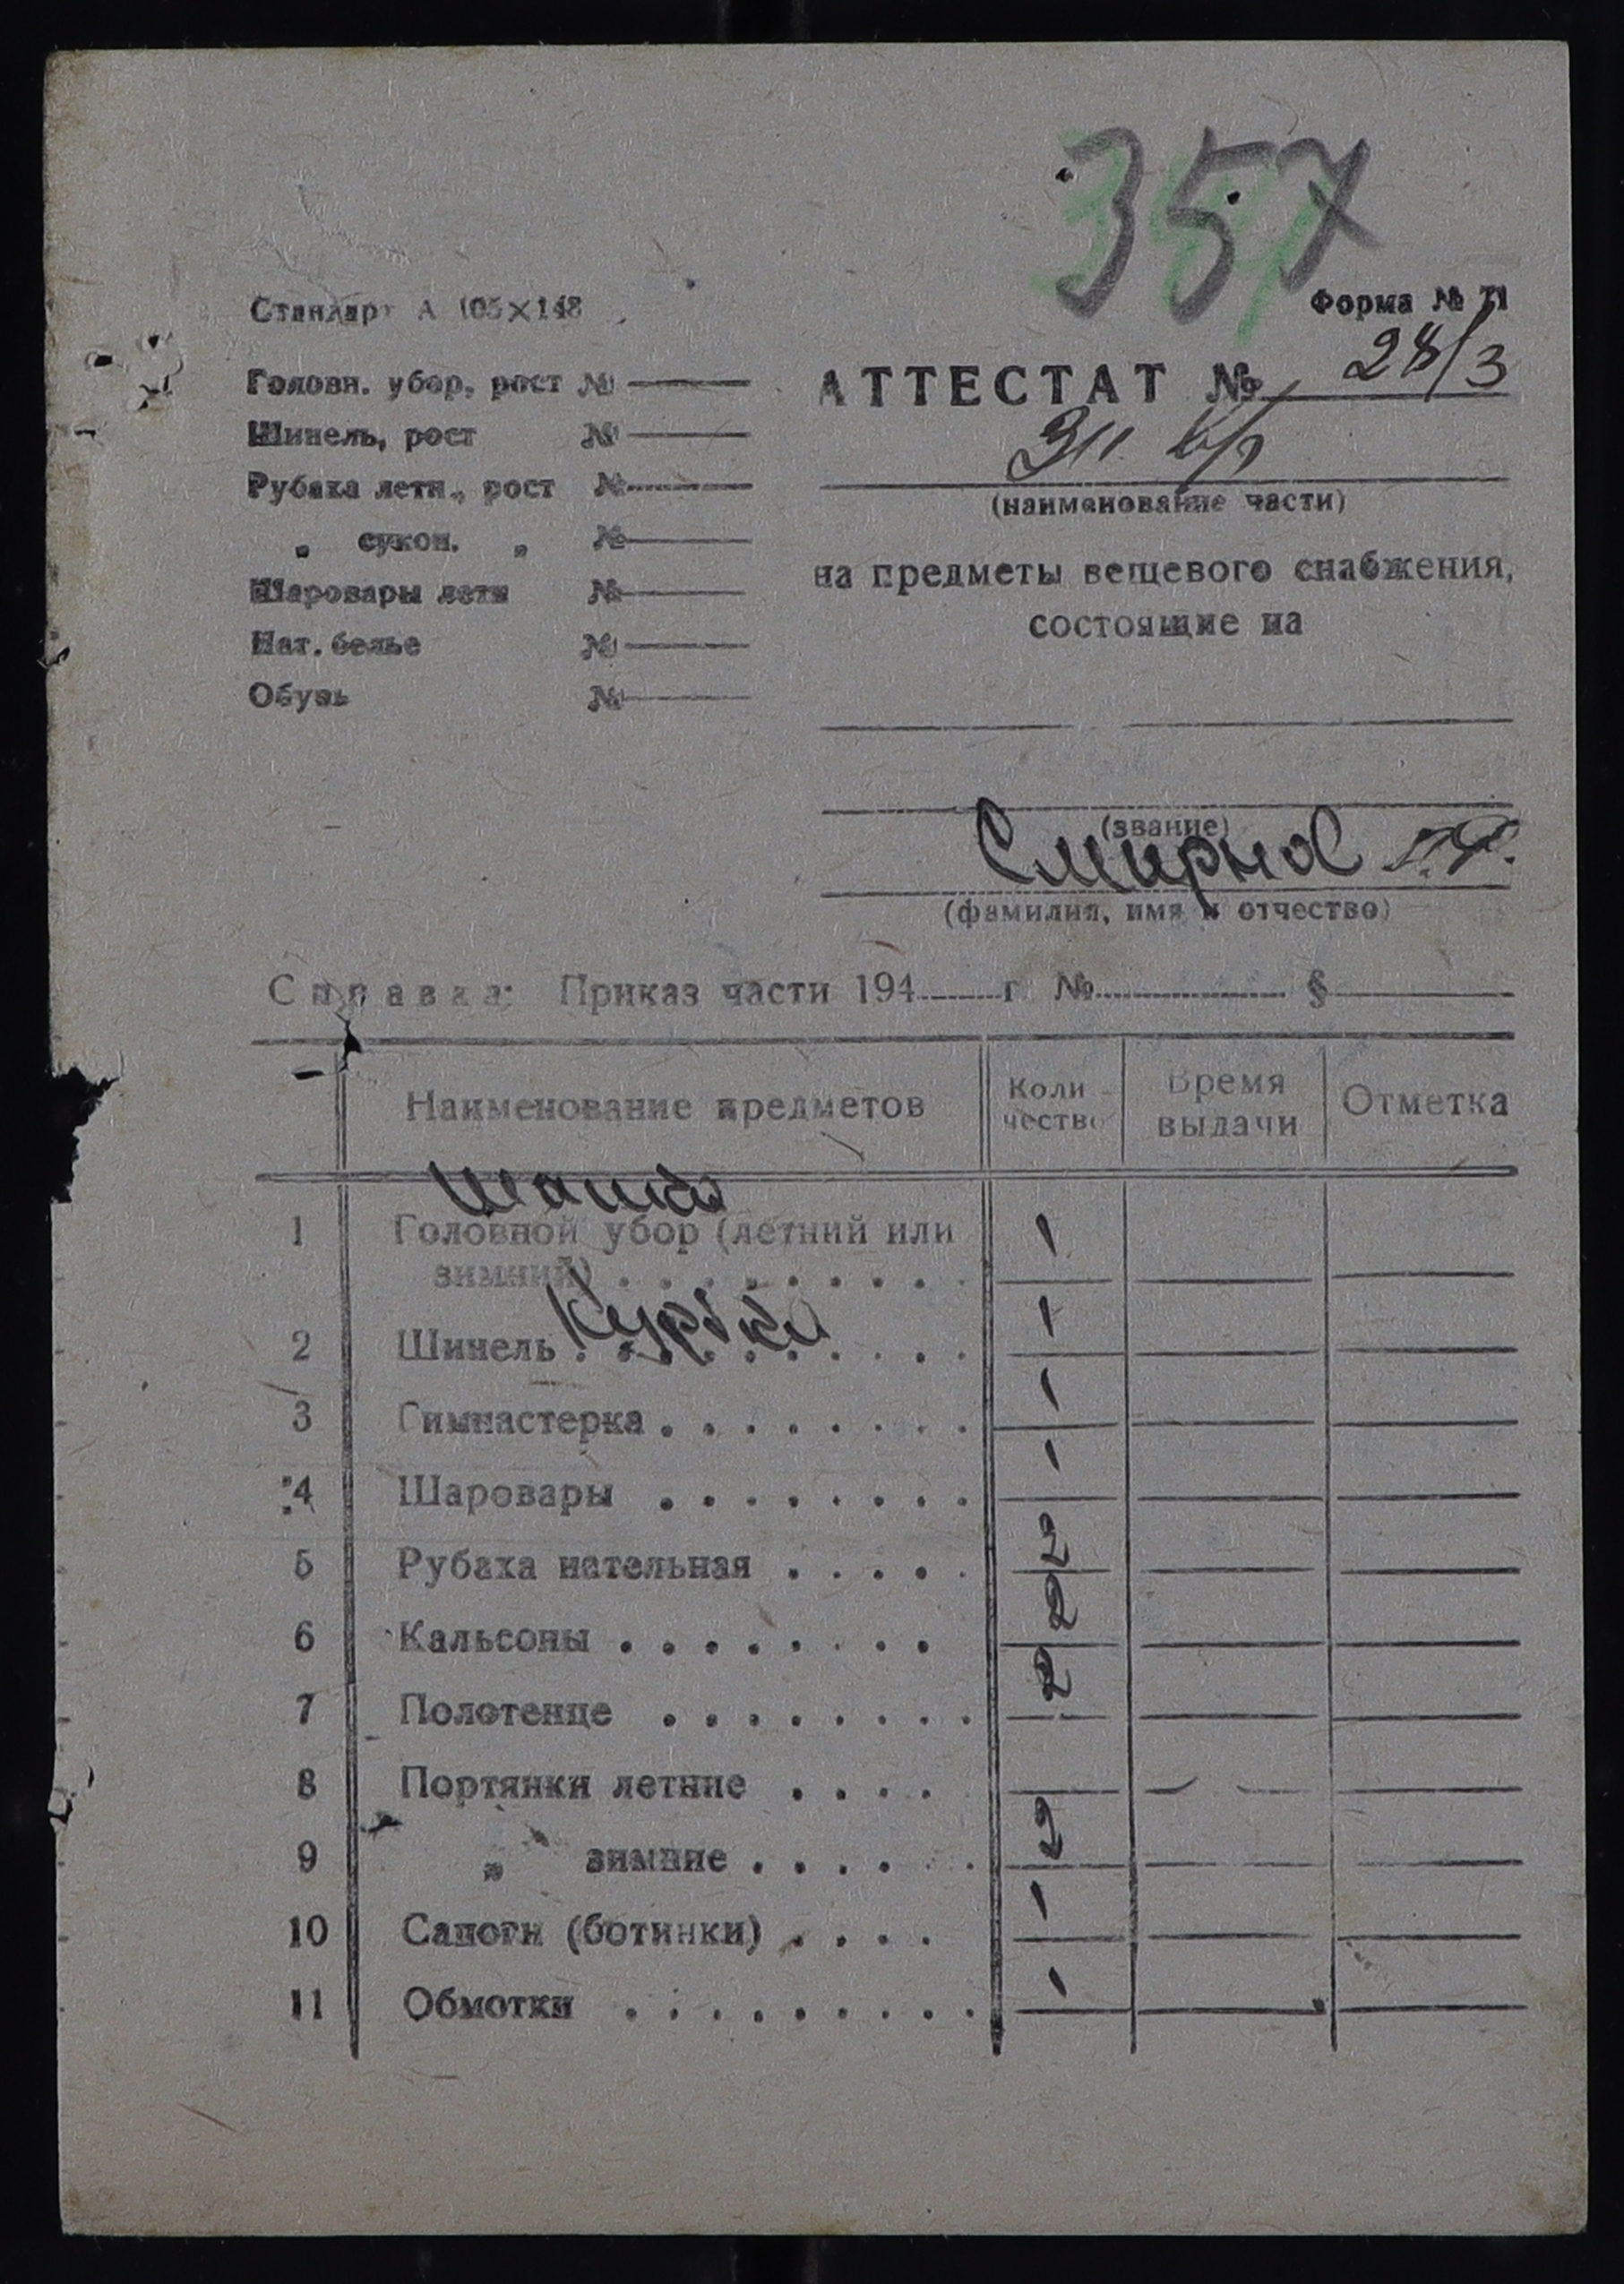 357
Стандарт А 105×148
Форма № 71
Головн. убор, рост №
Шинель, рост №
Рубаха летн., рост №
„ сукон. „ №
Шаровары летн №
Нат. белье №
Обувь №
АТТЕСТАТ № 28/3
(наименование части)
на предметы вещевого снабжения,
состоящие на
(звание)
Смирнов
(фамилия, имя и отчество)
Справка: Приказ части 194 г. № §
Наименование предметов Коли-чество Время выдачи Отметка
Шапка
1 Головной убор (летний или 1
зимний)
Куртка
2 Шинель 1
3 Гимнастерка 1
4 Шаровары 1
5 Рубаха нательная 2
6 Кальсоны 2
7 Полотенце 2
8 Портянки летние
9 „ зимние 2
10 Сапоги (ботинки) 1
11 Обмотки 1